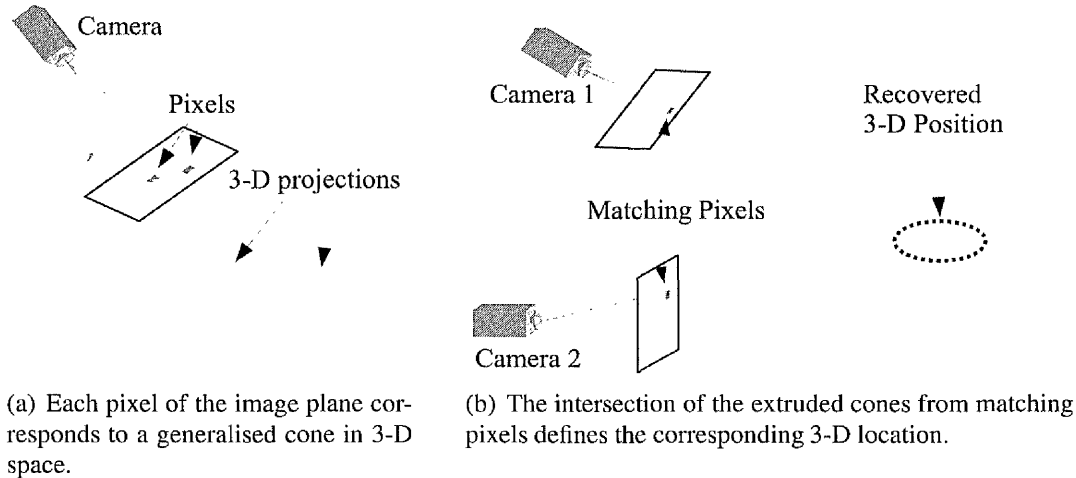 Camera
Pixels
3-D projections
(a) Each pixel of the image plane cor-
responds to a generalised cone in 3-D
space.
Camera 1
Recovered
3-D Position
Matching Pixels
Camera 2
(b) The intersection of the extruded cones from matching
pixels defines the corresponding 3-D location.